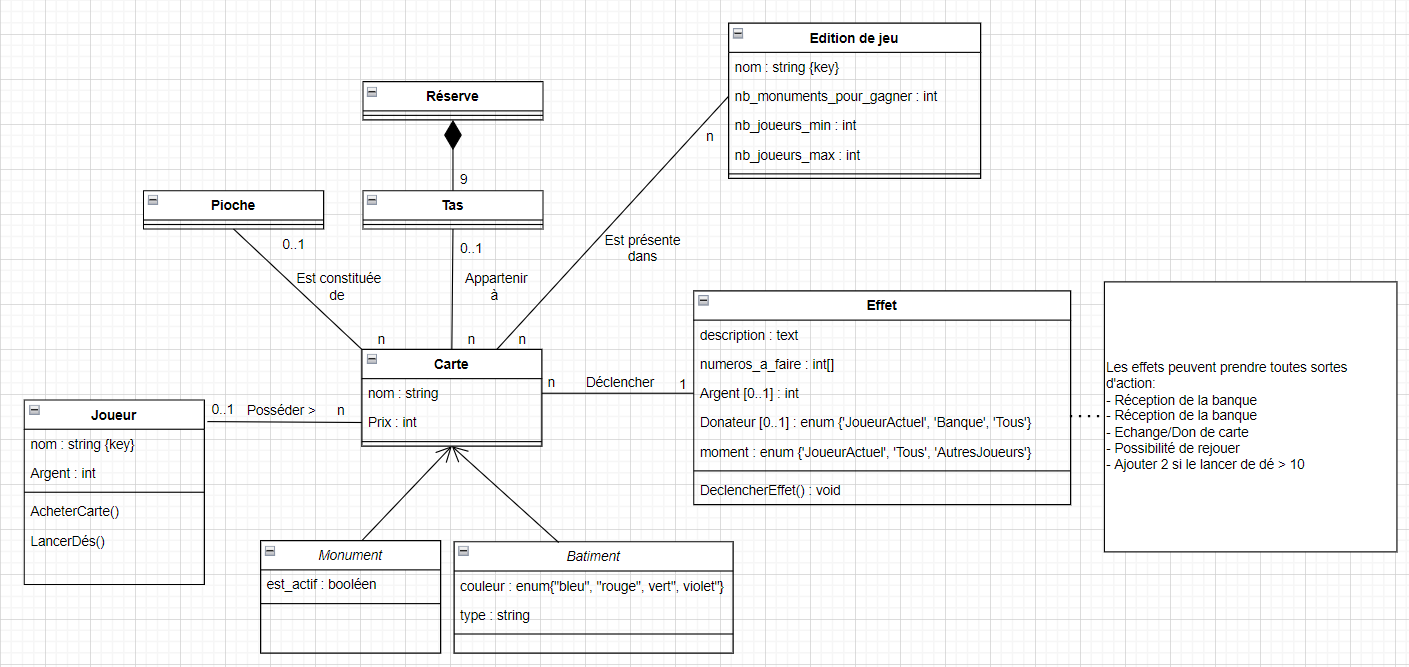 Edition de jeu
nom : string {key}
nb_monuments_pour_gagner : int
nb_joueurs_min : int
nb_joueurs_max : int
n
Réserve
9
Pioche
Tas
0..1
0..1
Est constituée
de
Appartenir
à
Est présente
dans
n
n
n
Carte
nom : string
Prix : int
n
Déclencher
1
Effet
description : text
numeros_a_faire : int[]
Argent [0..1] : int
Donateur [0..1] : enum {'JoueurActuel', 'Banque', 'Tous'}
moment : enum {'JoueurActuel', 'Tous', 'AutresJoueurs'}
DeclencherEffet() : void
Les effets peuvent prendre toutes sortes
d'action:
- Réception de la banque
- Réception de la banque
- Echange/Don de carte
- Possibilité de rejouer
- Ajouter 2 si le lancer de dé > 10
Joueur
nom : string {key}
Argent : int
AcheterCarte()
LancerDés()
0..1
Posséder >
n
Monument
est_actif : booléen
Batiment
couleur : enum{"bleu", "rouge", vert", violet"}
type : string